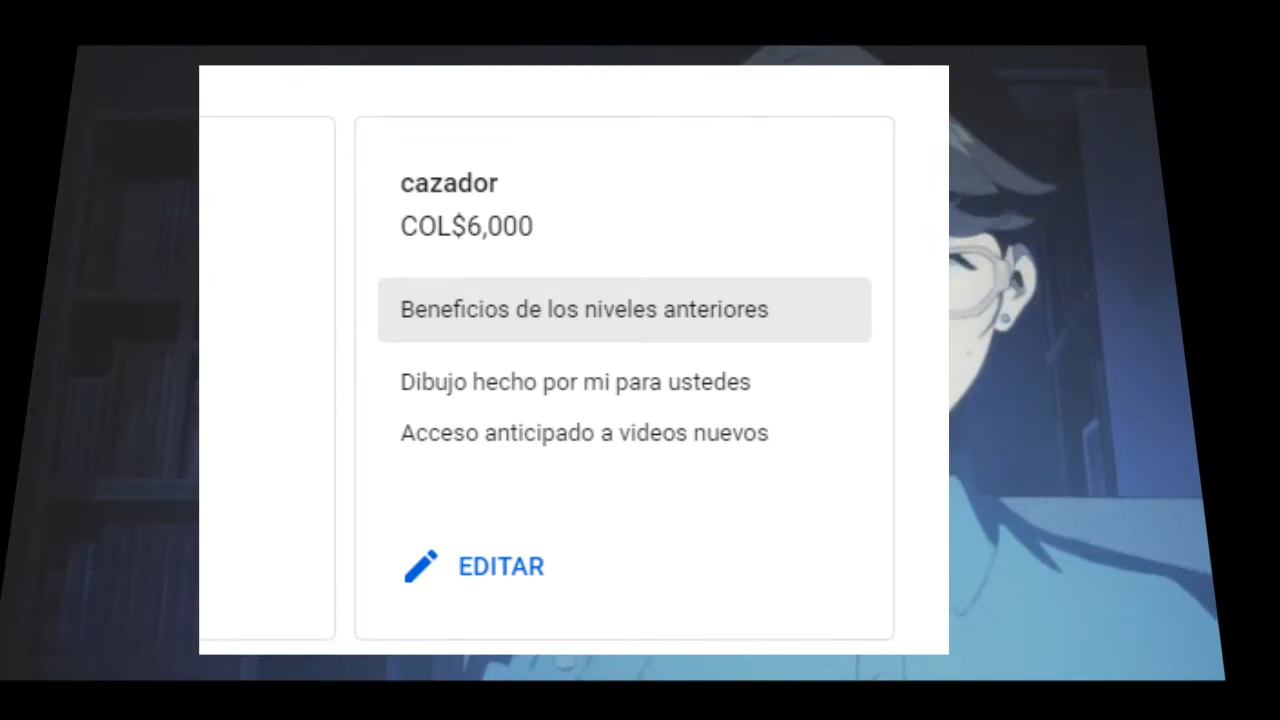 cazador
COL$6,000
Beneficios de los niveles anteriores
Dibujo hecho por mi para ustedes
Acceso anticipado a videos nuevos
EDITAR